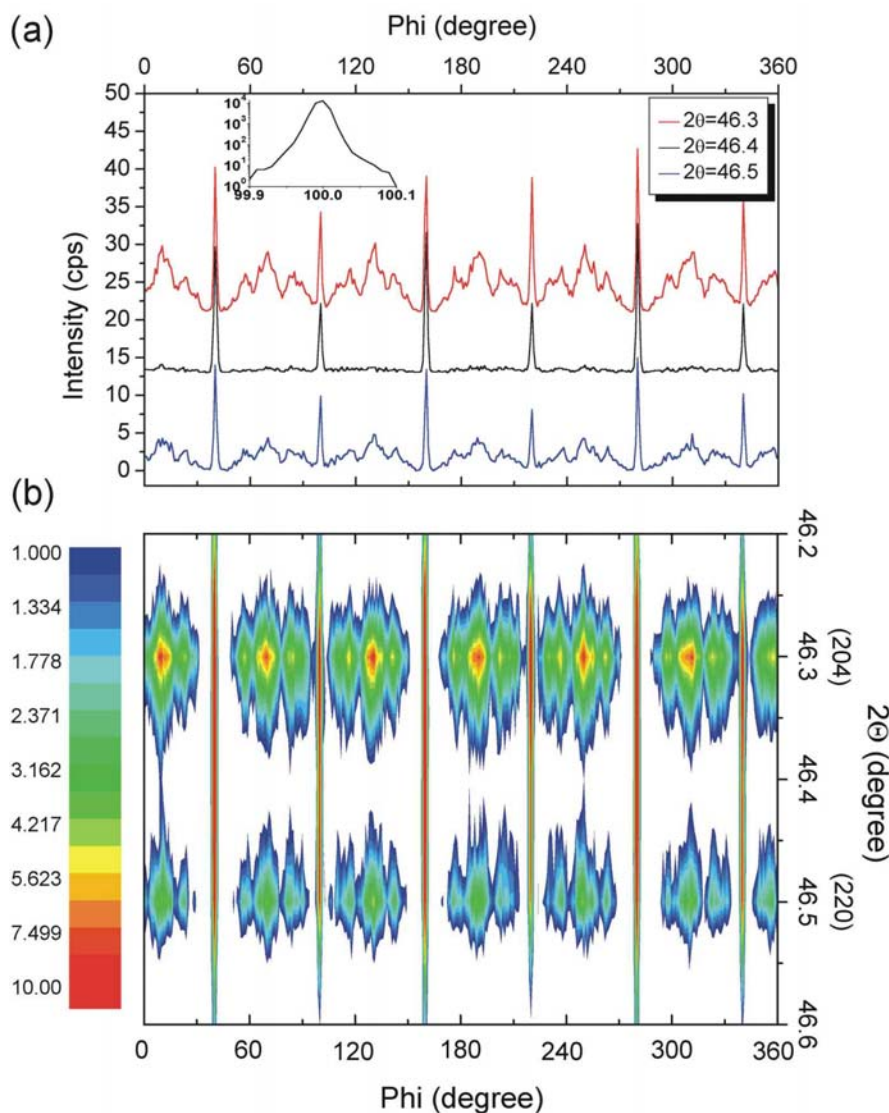 (a)
Phi (degree)
0 60 120 180 240 300 360
50
45
40
35
30
25
20
15
10
5
0
Intensity (cps)
10^4
10^3
10^2
10^1
10^0
99.9 100.0 100.1
2θ=46.3
2θ=46.4
2θ=46.5
(b)
1.000
1.334
1.778
2.371
3.162
4.217
5.623
7.499
10.00
46.2
46.3
46.4
46.5
46.6
(204)
(220)
2Θ (degree)
0 60 120 180 240 300 360
Phi (degree)